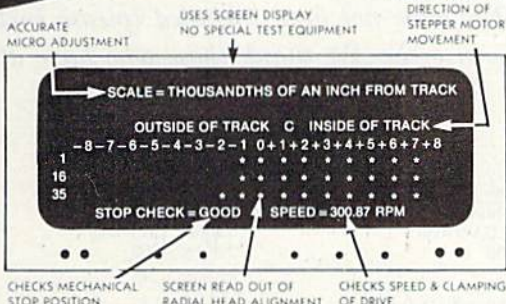 ACCURATE
MICRO ADJUSTMENT
USES SCREEN DISPLAY
NO SPECIAL TEST EQUIPMENT
DIRECTION OF
STEPPER MOTOR
MOVEMENT
SCALE = THOUSANDTHS OF AN INCH FROM TRACK
OUTSIDE OF TRACK C INSIDE OF TRACK
-8-7-6-5-4-3-2-1 0+1+2+3+4+5+6+7+8
1 * * * * * * * * *
16 * * * * * * * * *
35 * * * * * * * * * *
STOP CHECK = GOOD SPEED = 300.87 RPM
CHECKS MECHANICAL
STOP POSITION
SCREEN READ OUT OF
RADIAL HEAD ALIGNMENT
CHECKS SPEED & CLAMPING
OF DRIVE